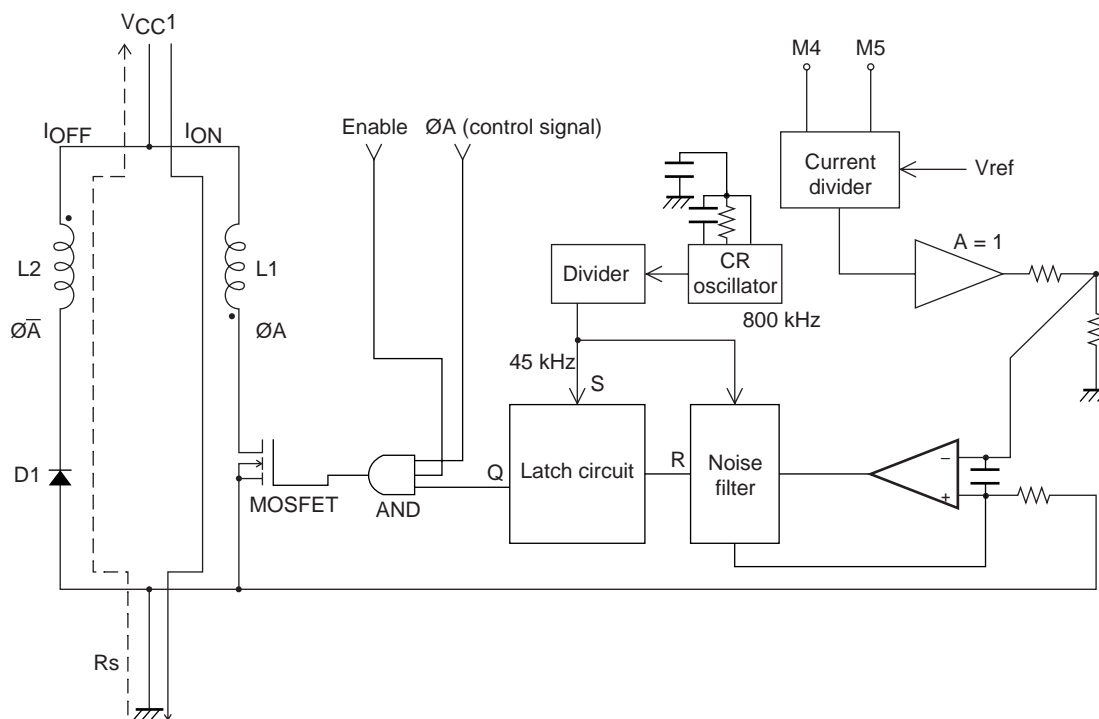 VCC1
M4
M5
IOFF
ION
Enable
ØA (control signal)
Current
divider
Vref
A = 1
L2
L1
Divider
CR
oscillator
ØA̅
ØA
800 kHz
45 kHz
S
D1
Q
Latch circuit
R
Noise
filter
−
+
MOSFET
AND
Rs